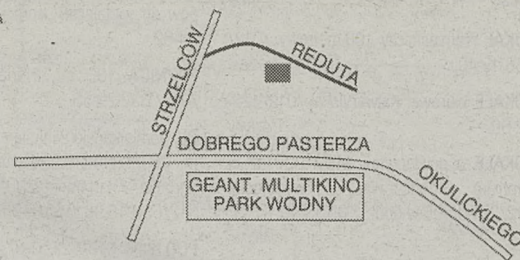 STRZELCÓW
REDUTA
DOBREGO PASTERZA
GEANT, MULTIKINO
PARK WODNY
OKULICKIEGO